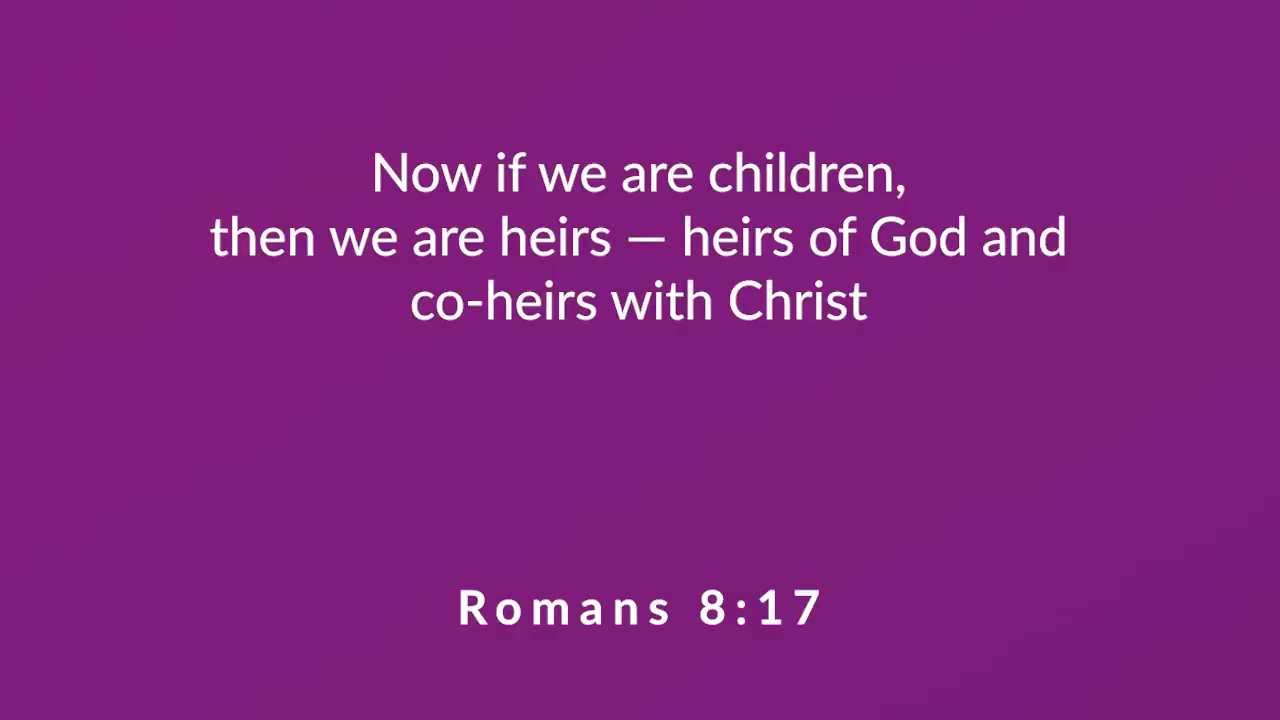 Now if we are children,
then we are heirs — heirs of God and
co-heirs with Christ
Romans 8:17